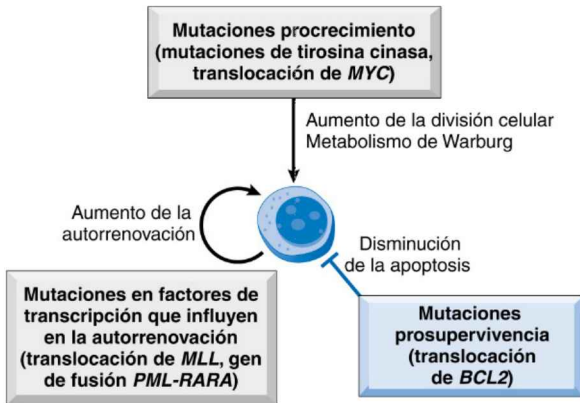 Mutaciones procrecimiento
(mutaciones de tirosina cinasa,
translocación de MYC)
Aumento de la división celular
Metabolismo de Warburg
Aumento de la
autorrenovación
Disminución
de la apoptosis
Mutaciones en factores de
transcripción que influyen
en la autorrenovación
(translocación de MLL, gen
de fusión PML-RARA)
Mutaciones
prosupervivencia
(translocación
de BCL2)